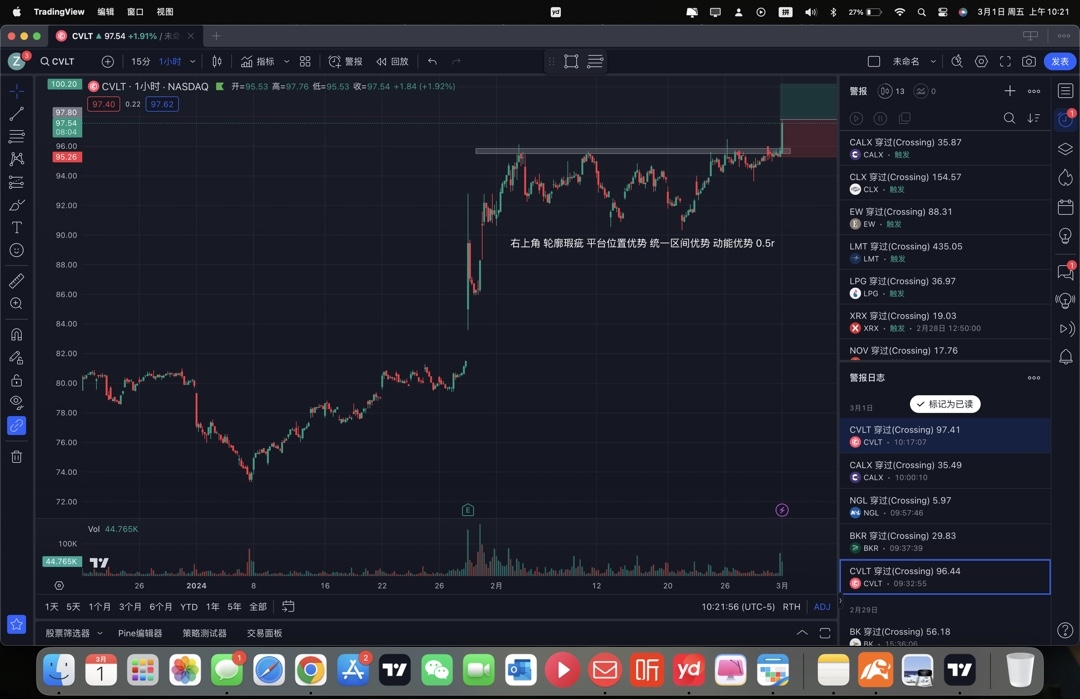 TradingView 编辑 窗口 视图
yd 拼 27% 3月1日 周五 上午10:21
CVLT ▲ 97.54 +1.91% / 未命
Z 3 CVLT 15分 1小时 指标 警报 回放 未命名 发表
CVLT · 1小时 · NASDAQ 开=95.53 高=97.76 低=95.53 收=97.54 +1.84 (+1.92%)
97.40 0.22 97.62
100.20
97.80
97.54
08:04
96.00
95.26
94.00
92.00
90.00
88.00
86.00
84.00
82.00
80.00
78.00
76.00
74.00
72.00
右上角 轮廓瑕疵 平台位置优势 统一区间优势 动能优势 0.5r
E
Vol 44.765K
100K
44.765K
26 2024 8 16 22 26 2月 12 20 26 3月
1天 5天 1个月 3个月 6个月 YTD 1年 5年 全部 10:21:56 (UTC-5) RTH ADJ
股票筛选器 Pine编辑器 策略测试器 交易面板
警报 13 0
CALX 穿过(Crossing) 35.87
CALX · 触发
CLX 穿过(Crossing) 154.57
CLX · 触发
EW 穿过(Crossing) 88.31
EW · 触发
LMT 穿过(Crossing) 435.05
LMT · 触发
LPG 穿过(Crossing) 36.97
LPG · 触发
XRX 穿过(Crossing) 19.03
XRX · 触发 · 2月28日 12:50:00
NOV 穿过(Crossing) 17.76
警报日志
3月1日
标记为已读
CVLT 穿过(Crossing) 97.41
CVLT · 10:17:07
CALX 穿过(Crossing) 35.49
CALX · 10:00:10
NGL 穿过(Crossing) 5.97
NGL · 09:57:46
BKR 穿过(Crossing) 29.83
BKR · 09:37:39
CVLT 穿过(Crossing) 96.44
CVLT · 09:32:55
2月29日
BK 穿过(Crossing) 56.18
BK · 15:36:06
1
1
3月
1
1
2
听
yd